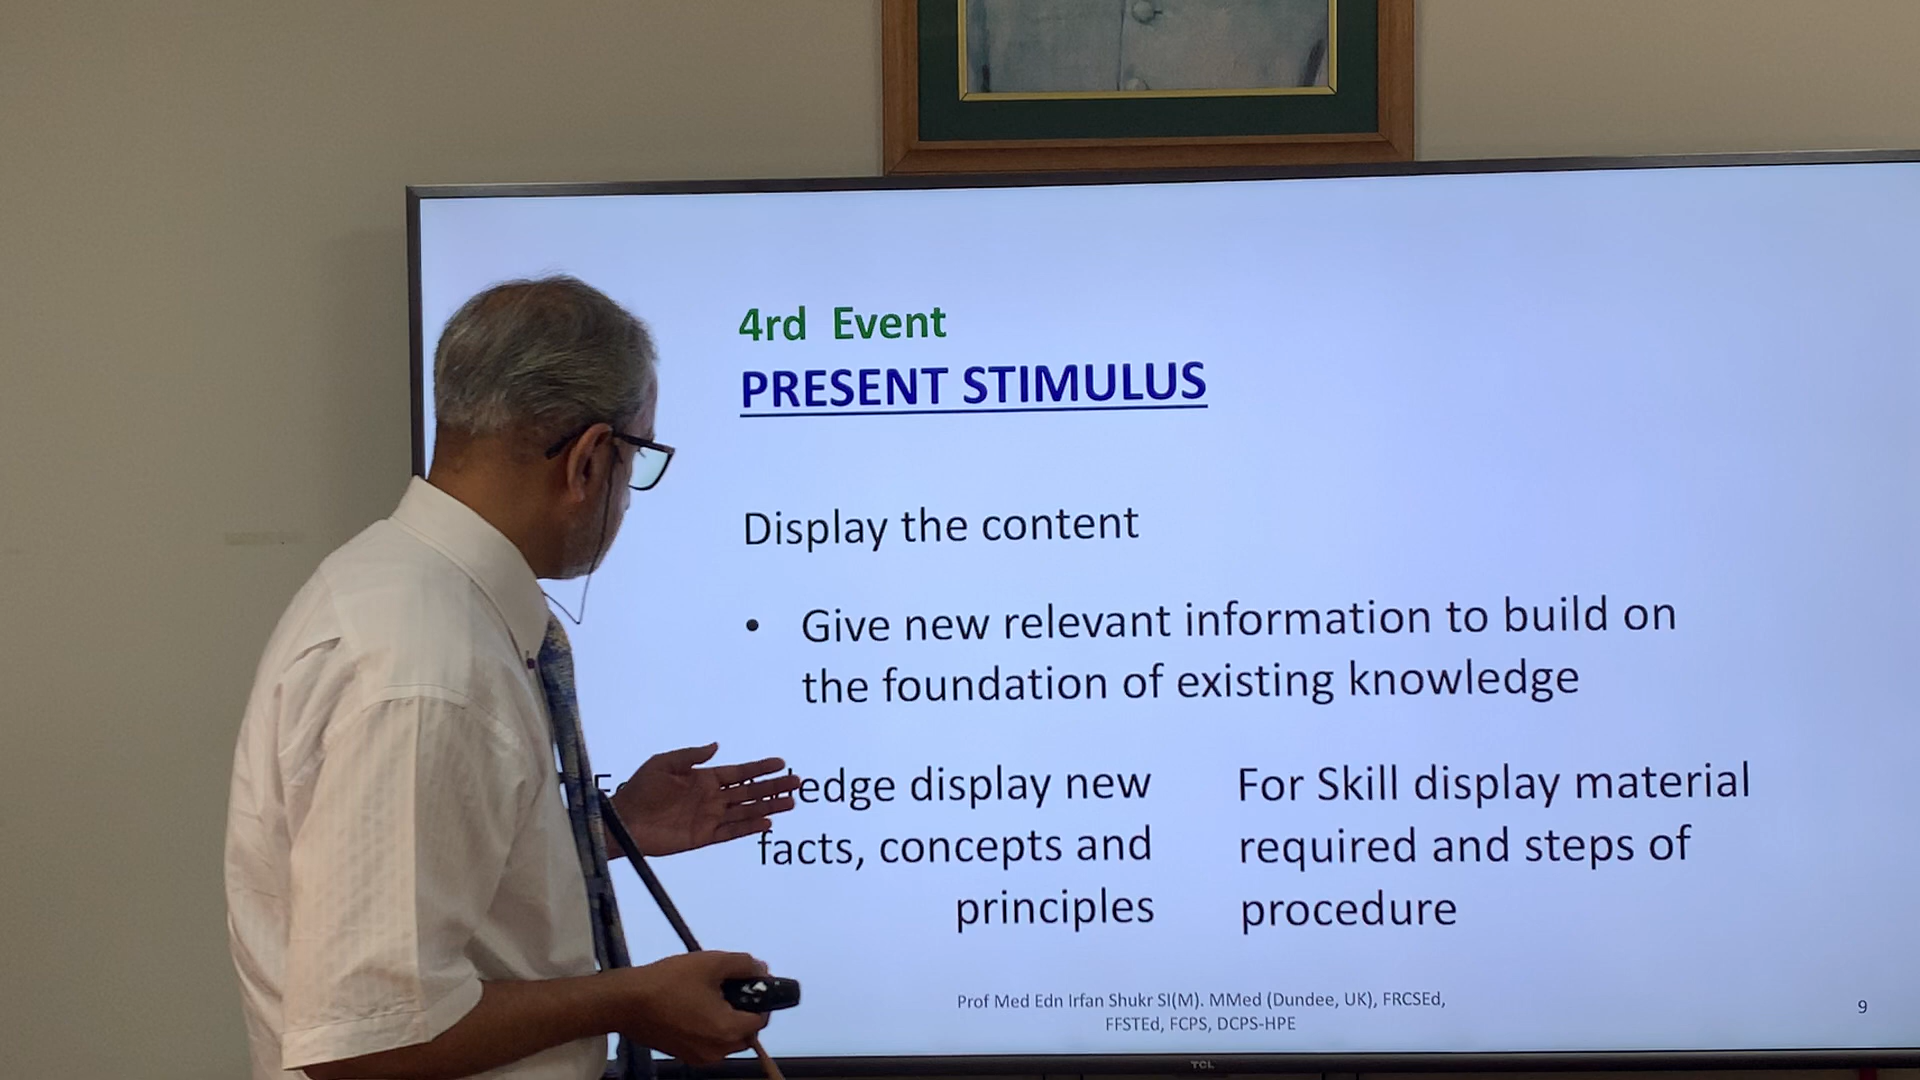 4rd Event
PRESENT STIMULUS
Display the content
• Give new relevant information to build on
the foundation of existing knowledge
display new
facts, concepts and
principles
For Skill display material
required and steps of
procedure
Prof Med Edn Irfan Shukr SI(M). MMed (Dundee, UK), FRCSEd,
FFSTEd, FCPS, DCPS-HPE
9
TCL